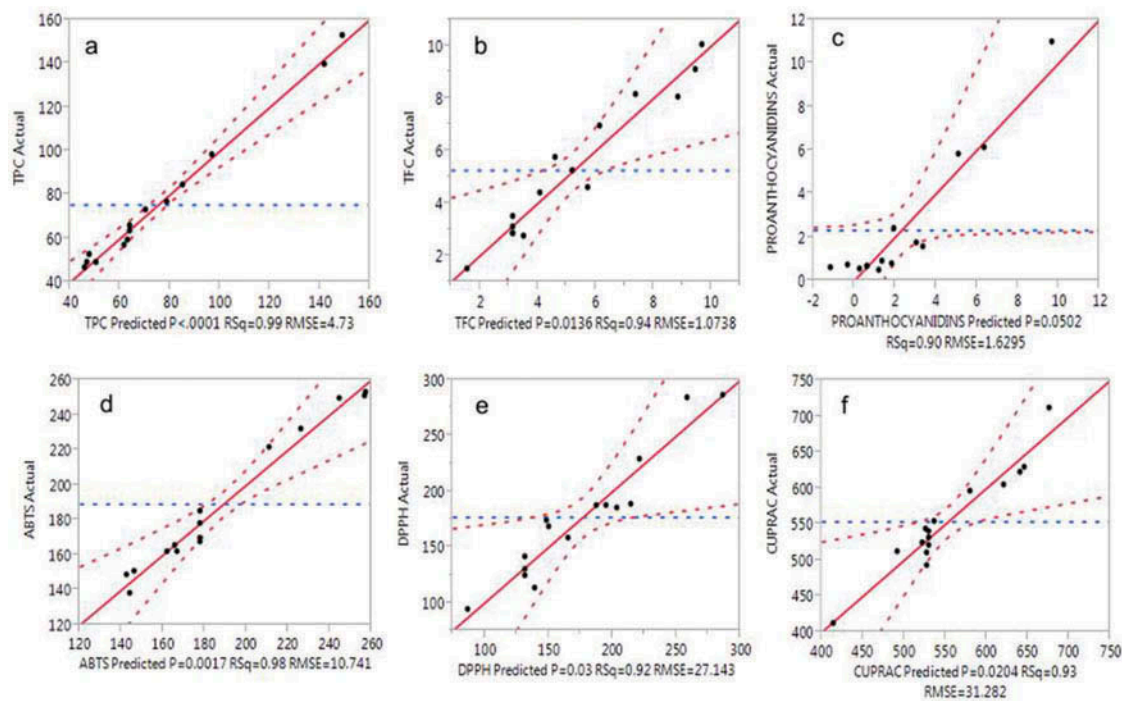 a
TPC Actual
160
140
120
100
80
60
40
40 60 80 100 120 140 160
TPC Predicted P<.0001 RSq=0.99 RMSE=4.73
b
TFC Actual
10
8
6
4
2
2 4 6 8 10
TFC Predicted P=0.0136 RSq=0.94 RMSE=1.0738
c
PROANTHOCYANIDINS Actual
12
10
8
6
4
2
0
-2 0 2 4 6 8 10 12
PROANTHOCYANIDINS Predicted P=0.0502
RSq=0.90 RMSE=1.6295
d
ABTS Actual
260
240
220
200
180
160
140
120
120 140 160 180 200 220 240 260
ABTS Predicted P=0.0017 RSq=0.98 RMSE=10.741
e
DPPH Actual
300
250
200
150
100
100 150 200 250 300
DPPH Predicted P=0.03 RSq=0.92 RMSE=27.143
f
CUPRAC Actual
750
700
650
600
550
500
450
400
400 450 500 550 600 650 700 750
CUPRAC Predicted P=0.0204 RSq=0.93
RMSE=31.282